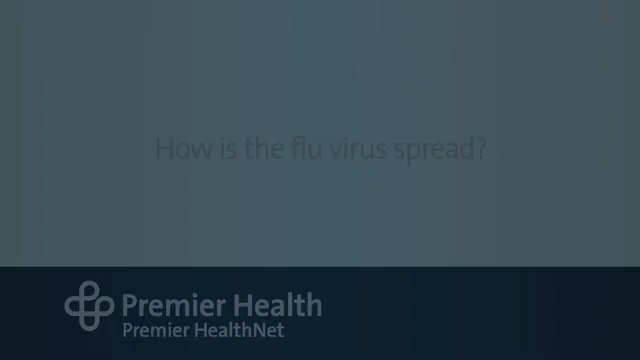 How is the flu virus spread?
Premier Health
Premier HealthNet